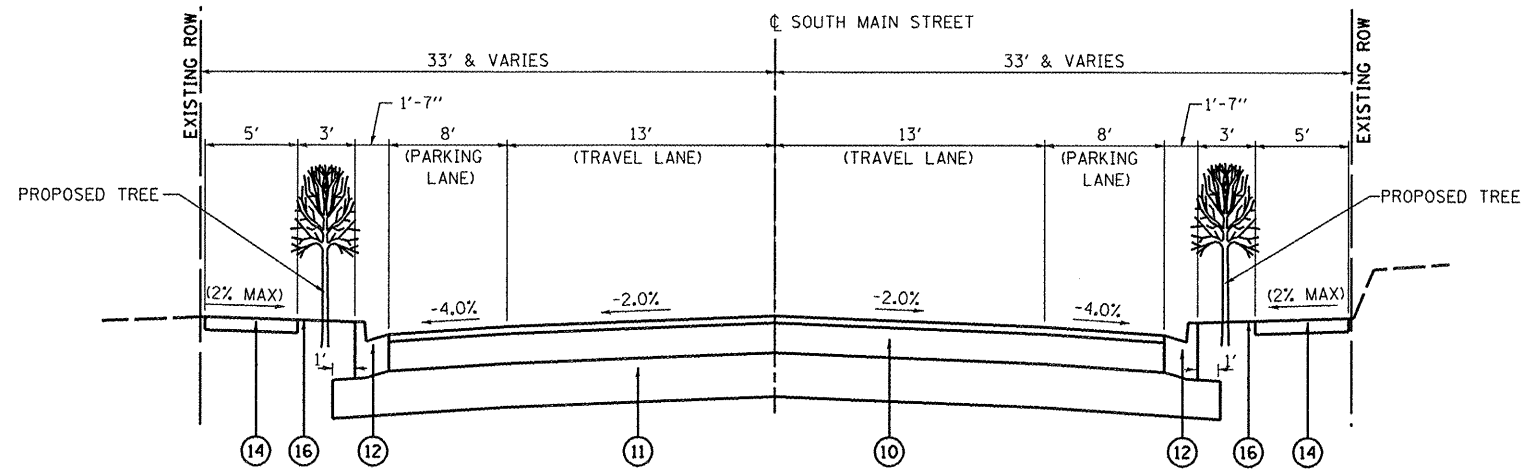 ℄ SOUTH MAIN STREET
EXISTING ROW
EXISTING ROW
33' & VARIES
33' & VARIES
1'-7"
1'-7"
5'
3'
8'
(PARKING
LANE)
13'
(TRAVEL LANE)
13'
(TRAVEL LANE)
8'
(PARKING
LANE)
3'
5'
PROPOSED TREE
PROPOSED TREE
(2% MAX)
-4.0%
-2.0%
-2.0%
-4.0%
(2% MAX)
1'
1'
14
16
12
11
10
12
16
14